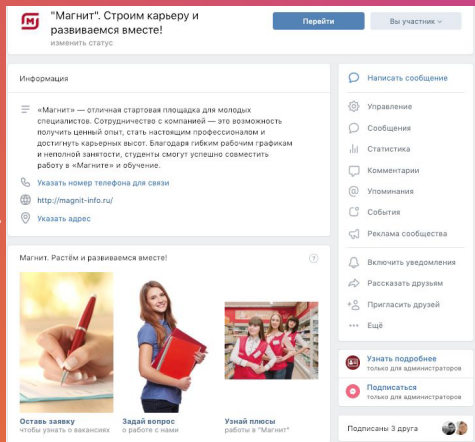 "Магнит". Строим карьеру и
развиваемся вместе!
изменить статус
Перейти
Вы участник
Информация
«Магнит» — отличная стартовая площадка для молодых
специалистов. Сотрудничество с компанией — это возможность
получить ценный опыт, стать настоящим профессионалом и
достигнуть карьерных высот. Благодаря гибким рабочим графикам
и неполной занятости, студенты смогут успешно совместить
работу в «Магните» и обучение.
Указать номер телефона для связи
http://magnit-info.ru/
Указать адрес
Магнит. Растём и развиваемся вместе!
?
Оставь заявку
чтобы узнать о вакансиях
Задай вопрос
о работе с нами
Узнай плюсы
работы в "Магнит"
Написать сообщение
Управление
Сообщения
Статистика
Комментарии
Упоминания
События
Реклама сообщества
Включить уведомления
Рассказать друзьям
Пригласить друзей
Ещё
Узнать подробнее
только для администраторов
Подписаться
только для администраторов
Подписаны 3 друга